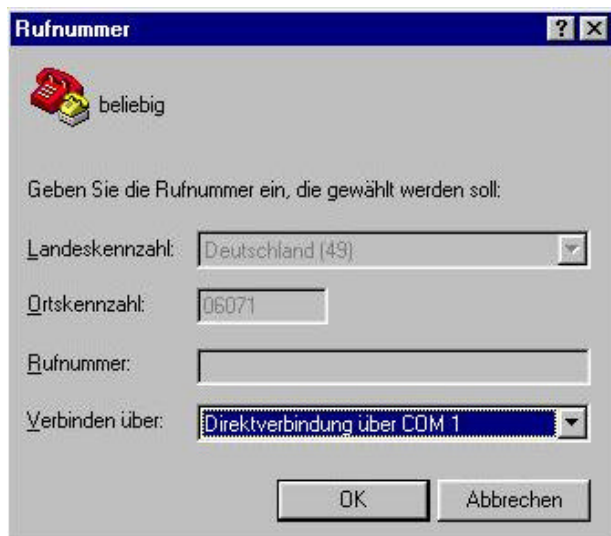 Rufnummer
beliebig
Geben Sie die Rufnummer ein, die gewählt werden soll:
Landeskennzahl: Deutschland (49)
Ortskennzahl: 06071
Rufnummer:
Verbinden über: Direktverbindung über COM 1
OK Abbrechen